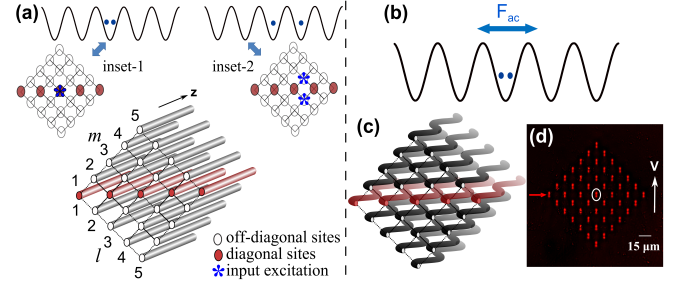 (a)
inset-1
inset-2
z
5
4
m
3
2
1
1
2
3
l
4
5
off-diagonal sites
diagonal sites
input excitation
(b)
Fac
(c)
(d)
V
15 μm